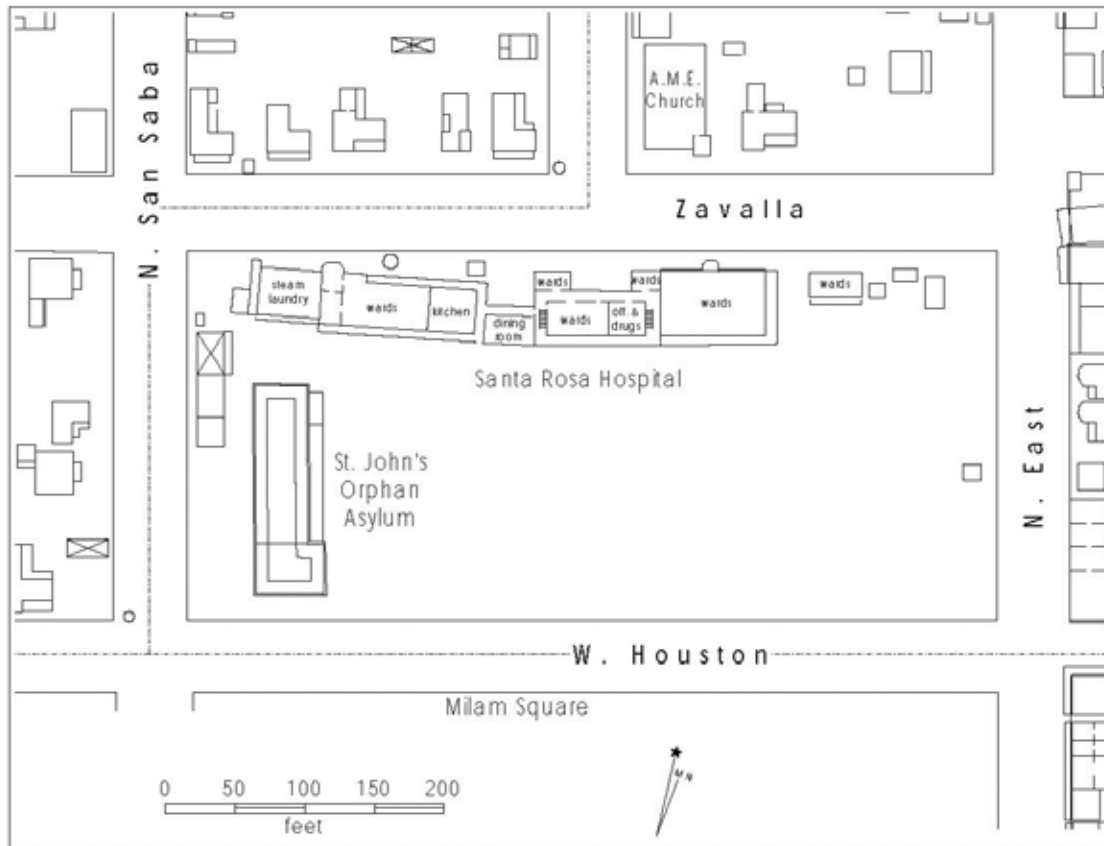 N. San Saba
A.M.E.
Church
Zavalla
steam
laundry
wards
kitchen
dining
room
wards
wards
off. &
drugs
wards
wards
wards
Santa Rosa Hospital
St. John's
Orphan
Asylum
N. East
W. Houston
Milam Square
MN
0 50 100 150 200
feet